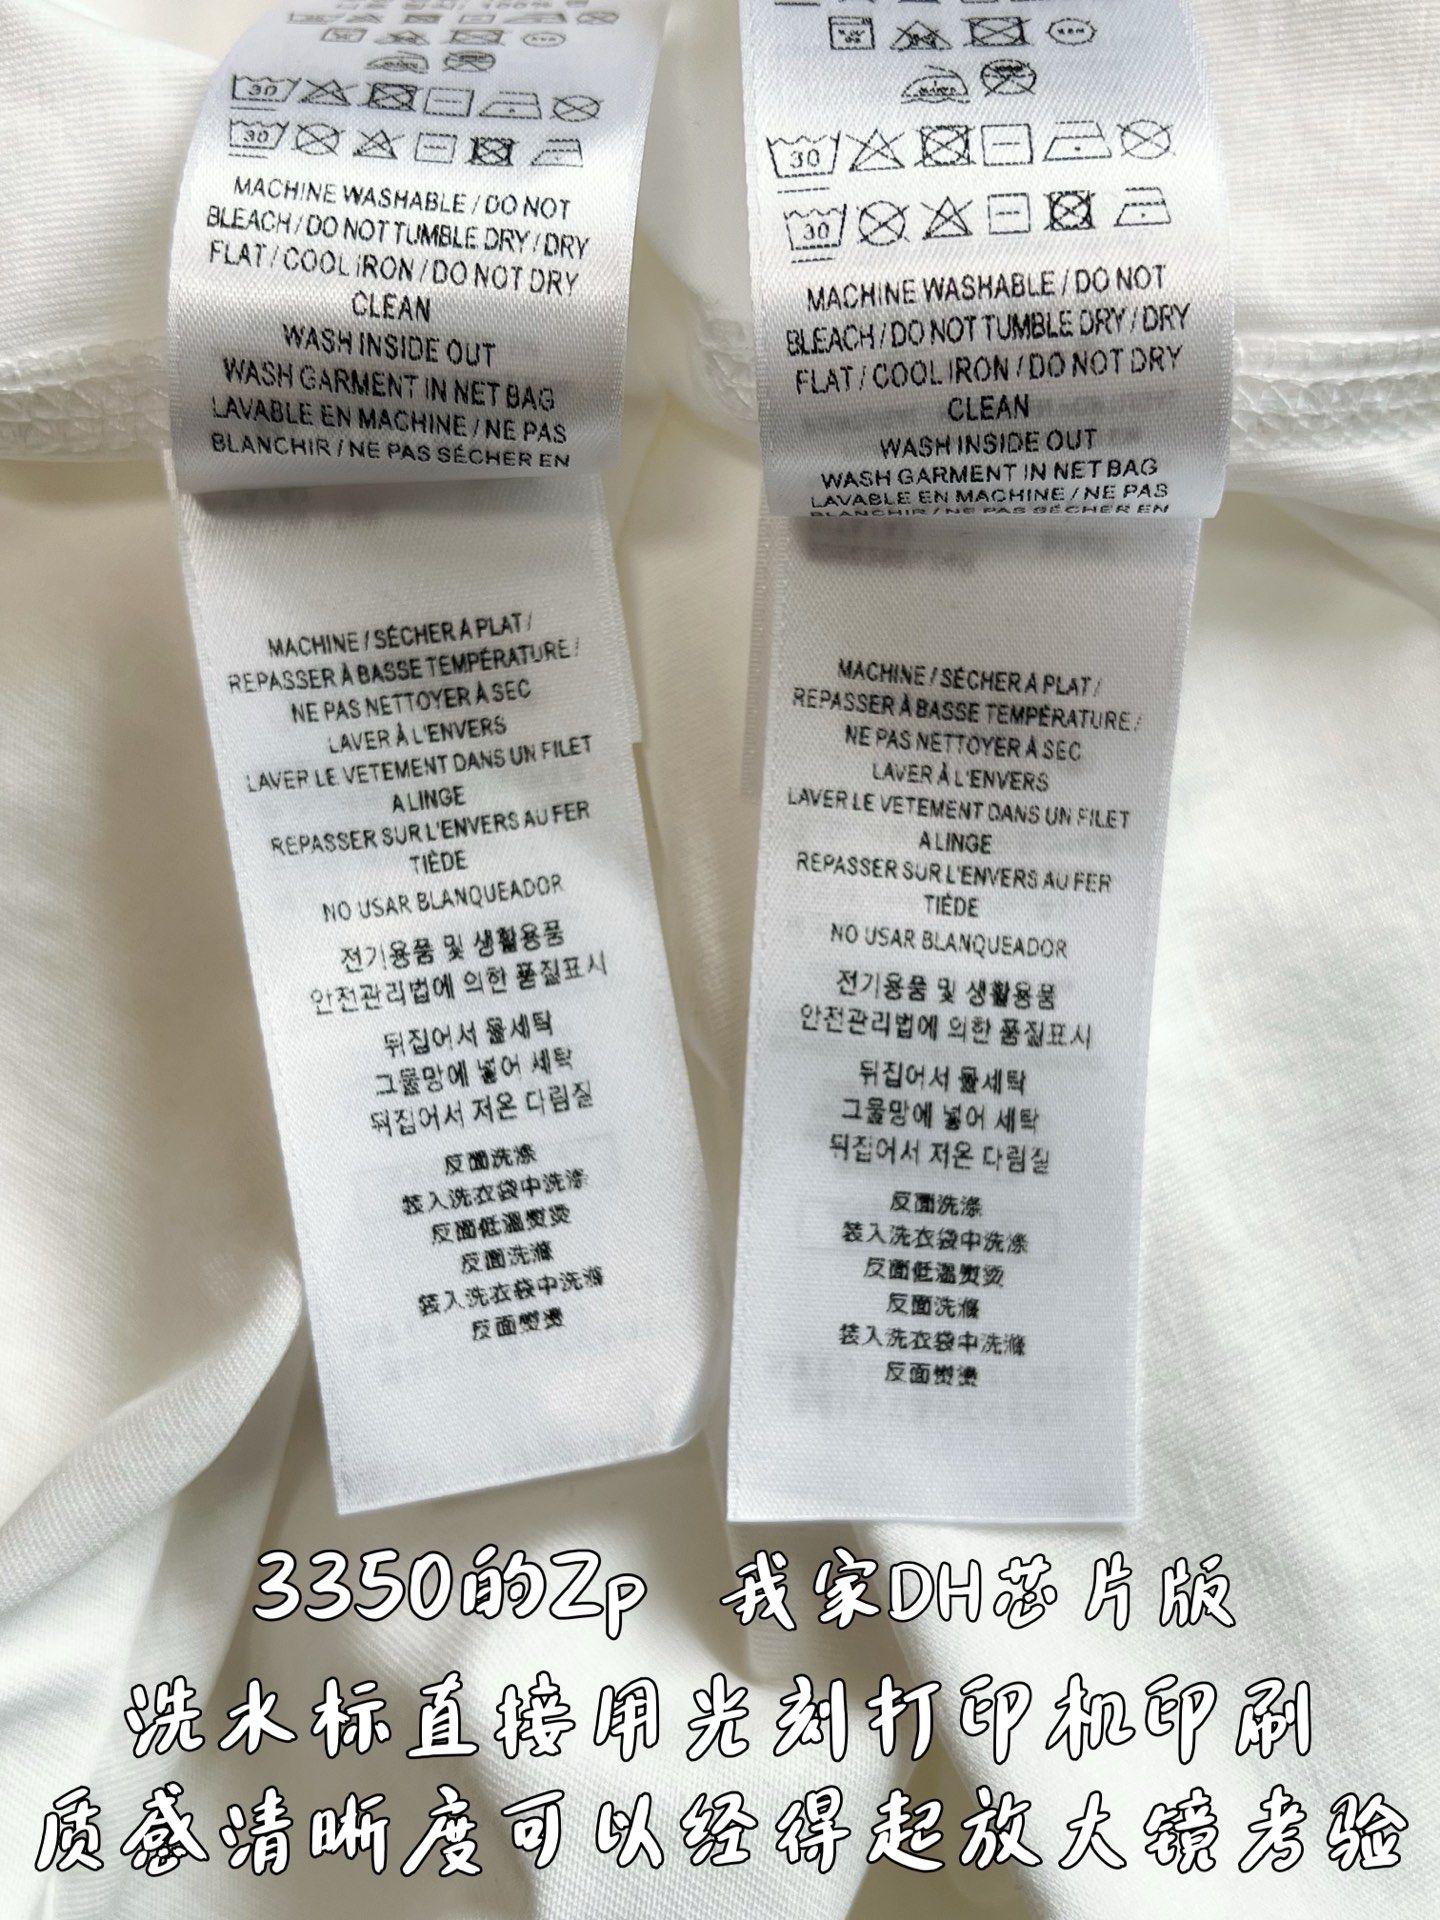 30
30
MACHINE WASHABLE / DO NOT
BLEACH / DO NOT TUMBLE DRY / DRY
FLAT / COOL IRON / DO NOT DRY
CLEAN
WASH INSIDE OUT
WASH GARMENT IN NET BAG
LAVABLE EN MACHINE / NE PAS
BLANCHIR / NE PAS SÉCHER EN
MACHINE / SÉCHER A PLAT /
REPASSER À BASSE TEMPÉRATURE /
NE PAS NETTOYER À SEC
LAVER À L'ENVERS
LAVER LE VETEMENT DANS UN FILET
A LINGE
REPASSER SUR L'ENVERS AU FER
TIÈDE
NO USAR BLANQUEADOR
전기용품 및 생활용품
안전관리법에 의한 품질표시
뒤집어서 물세탁
그물망에 넣어 세탁
뒤집어서 저온 다림질
反面洗涤
装入洗衣袋中洗涤
反面低溫熨烫
反面洗滌
装入洗衣袋中洗滌
反面熨燙
30
30
MACHINE WASHABLE / DO NOT
BLEACH / DO NOT TUMBLE DRY / DRY
FLAT / COOL IRON / DO NOT DRY
CLEAN
WASH INSIDE OUT
WASH GARMENT IN NET BAG
LAVABLE EN MACHINE / NE PAS
BLANCHIR / NE PAS SÉCHER EN
MACHINE / SÉCHER A PLAT /
REPASSER À BASSE TEMPÉRATURE /
NE PAS NETTOYER À SEC
LAVER À L'ENVERS
LAVER LE VETEMENT DANS UN FILET
A LINGE
REPASSER SUR L'ENVERS AU FER
TIÈDE
NO USAR BLANQUEADOR
전기용품 및 생활용품
안전관리법에 의한 품질표시
뒤집어서 물세탁
그물망에 넣어 세탁
뒤집어서 저온 다림질
反面洗涤
装入洗衣袋中洗涤
反面低溫熨烫
反面洗滌
装入洗衣袋中洗滌
反面熨燙
3350的Zp 我家DH芯片版
洗水标直接用光刻打印机印刷
质感清晰度可以经得起放大镜考验